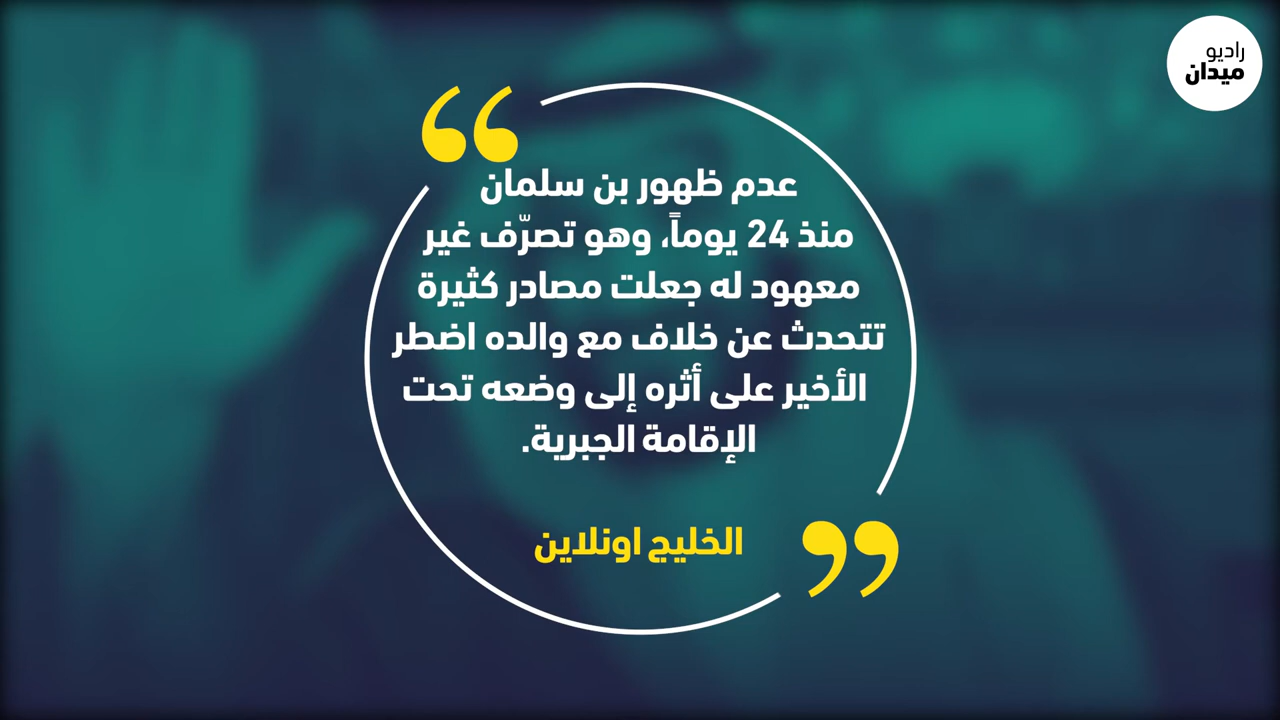 راديو
ميدان
عدم ظهور بن سلمان
منذ 24 يوماً، وهو تصرّف غير
معهود له جعلت مصادر كثيرة
تتحدث عن خلاف مع والده اضطر
الأخير على أثره إلى وضعه تحت
الإقامة الجبرية.
الخليج اونلاين